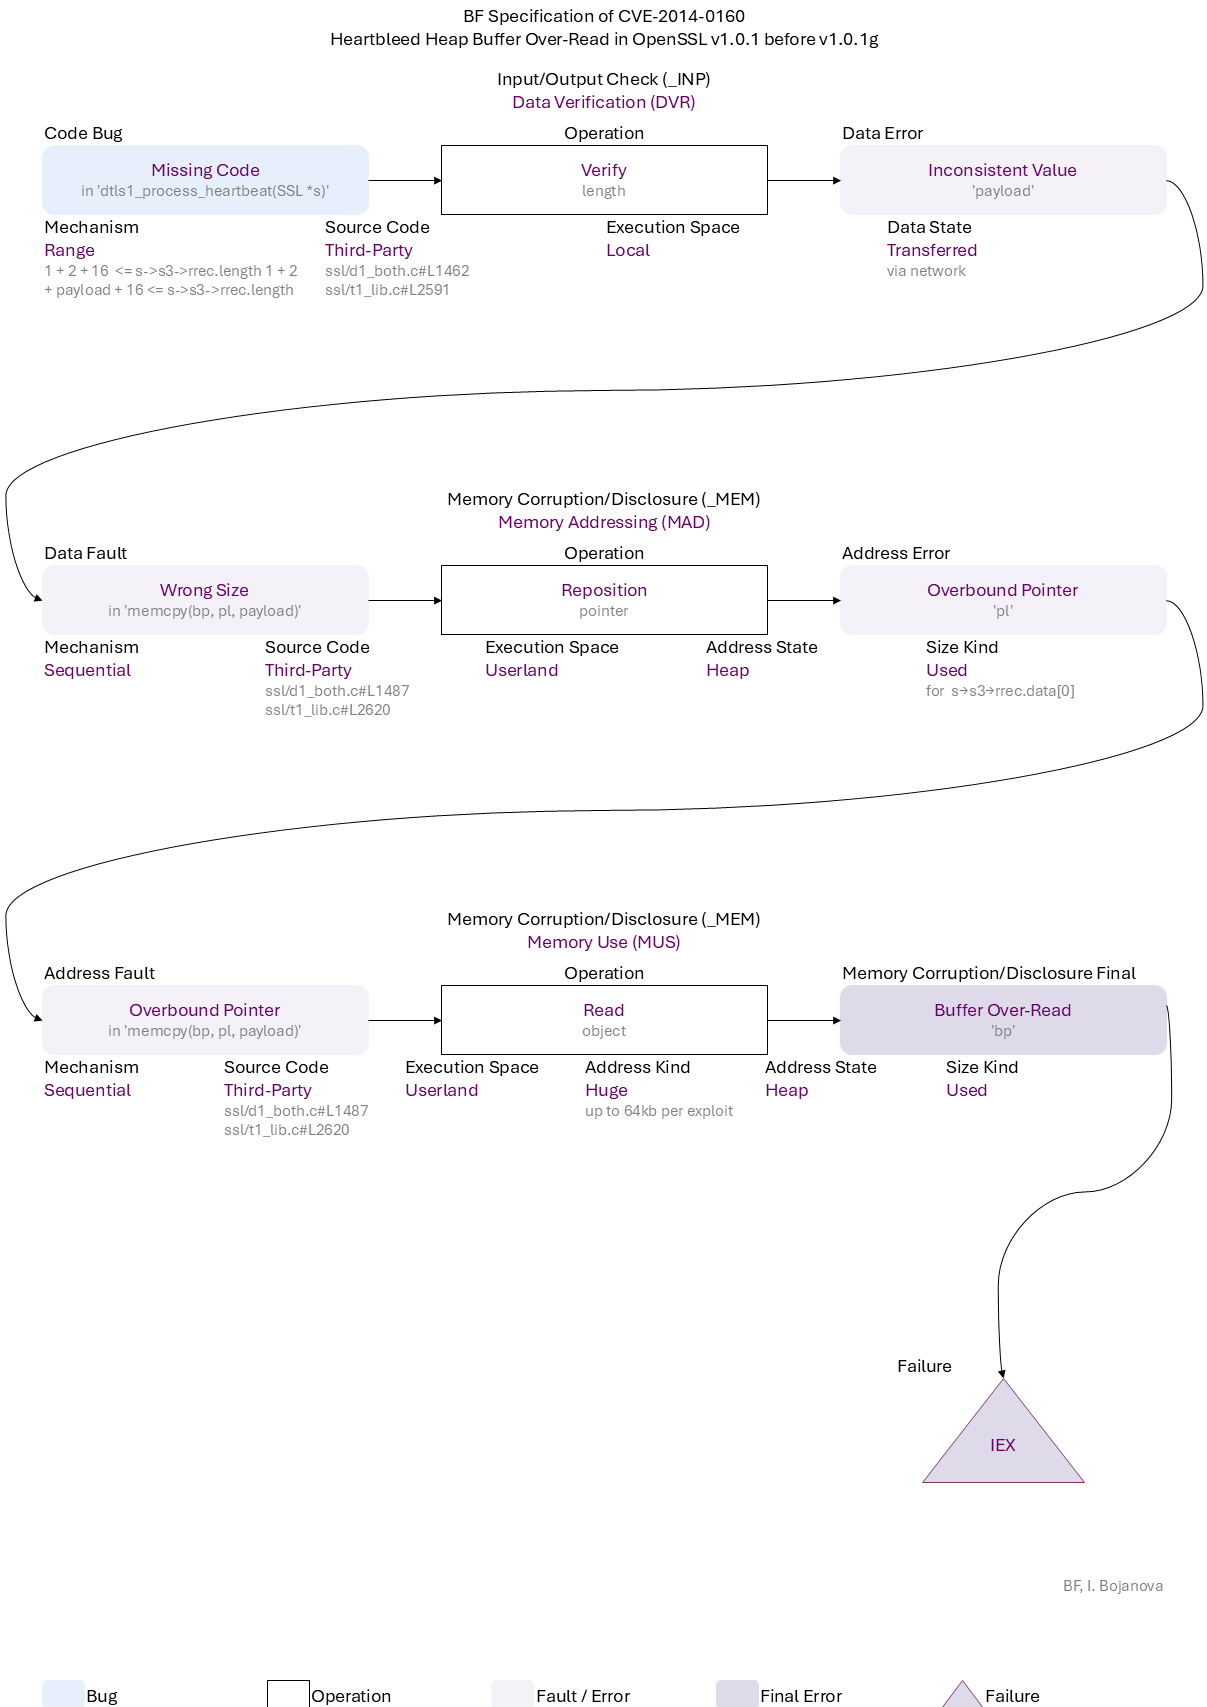 BF Specification of CVE-2014-0160
Heartbleed Heap Buffer Over-Read in OpenSSL v1.0.1 before v1.0.1g
Input/Output Check (_INP)
Data Verification (DVR)
Code Bug
Operation
Data Error
Missing Code
in 'dtls1_process_heartbeat(SSL *s)'
Verify
length
Inconsistent Value
'payload'
Mechanism
Range
1 + 2 + 16 <= s->s3->rrec.length 1 + 2
+ payload + 16 <= s->s3->rrec.length
Source Code
Third-Party
ssl/d1_both.c#L1462
ssl/t1_lib.c#L2591
Execution Space
Local
Data State
Transferred
via network
Memory Corruption/Disclosure (_MEM)
Memory Addressing (MAD)
Data Fault
Operation
Address Error
Wrong Size
in 'memcpy(bp, pl, payload)'
Reposition
pointer
Overbound Pointer
'pl'
Mechanism
Sequential
Source Code
Third-Party
ssl/d1_both.c#L1487
ssl/t1_lib.c#L2620
Execution Space
Userland
Address State
Heap
Size Kind
Used
for s→s3→rrec.data[0]
Memory Corruption/Disclosure (_MEM)
Memory Use (MUS)
Address Fault
Operation
Memory Corruption/Disclosure Final
Overbound Pointer
in 'memcpy(bp, pl, payload)'
Read
object
Buffer Over-Read
'bp'
Mechanism
Sequential
Source Code
Third-Party
ssl/d1_both.c#L1487
ssl/t1_lib.c#L2620
Execution Space
Userland
Address Kind
Huge
up to 64kb per exploit
Address State
Heap
Size Kind
Used
Failure
IEX
BF, I. Bojanova
Bug
Operation
Fault / Error
Final Error
Failure